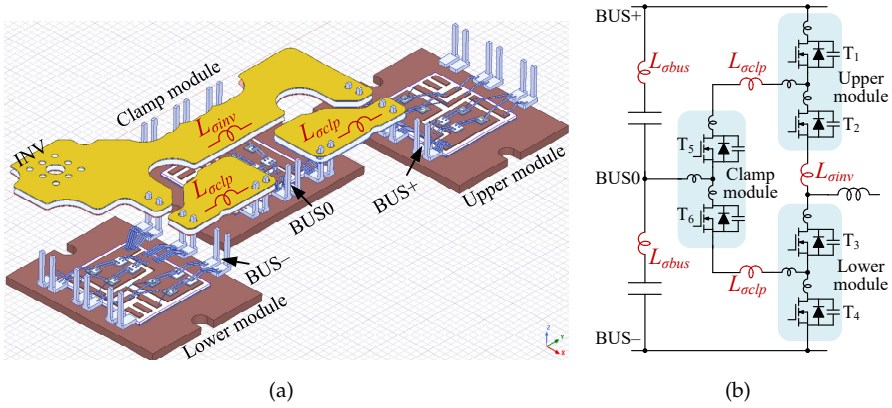 INV
Clamp module
Lσinv
Lσclp
Lσclp
Upper module
BUS+
BUS0
BUS–
Lower module
Z
Y
X
(a)
BUS+
Lσbus
Lσclp
T1
Upper
module
T2
T5
Clamp
module
Lσinv
BUS0
T6
T3
Lσbus
Lσclp
Lower
module
T4
BUS–
(b)